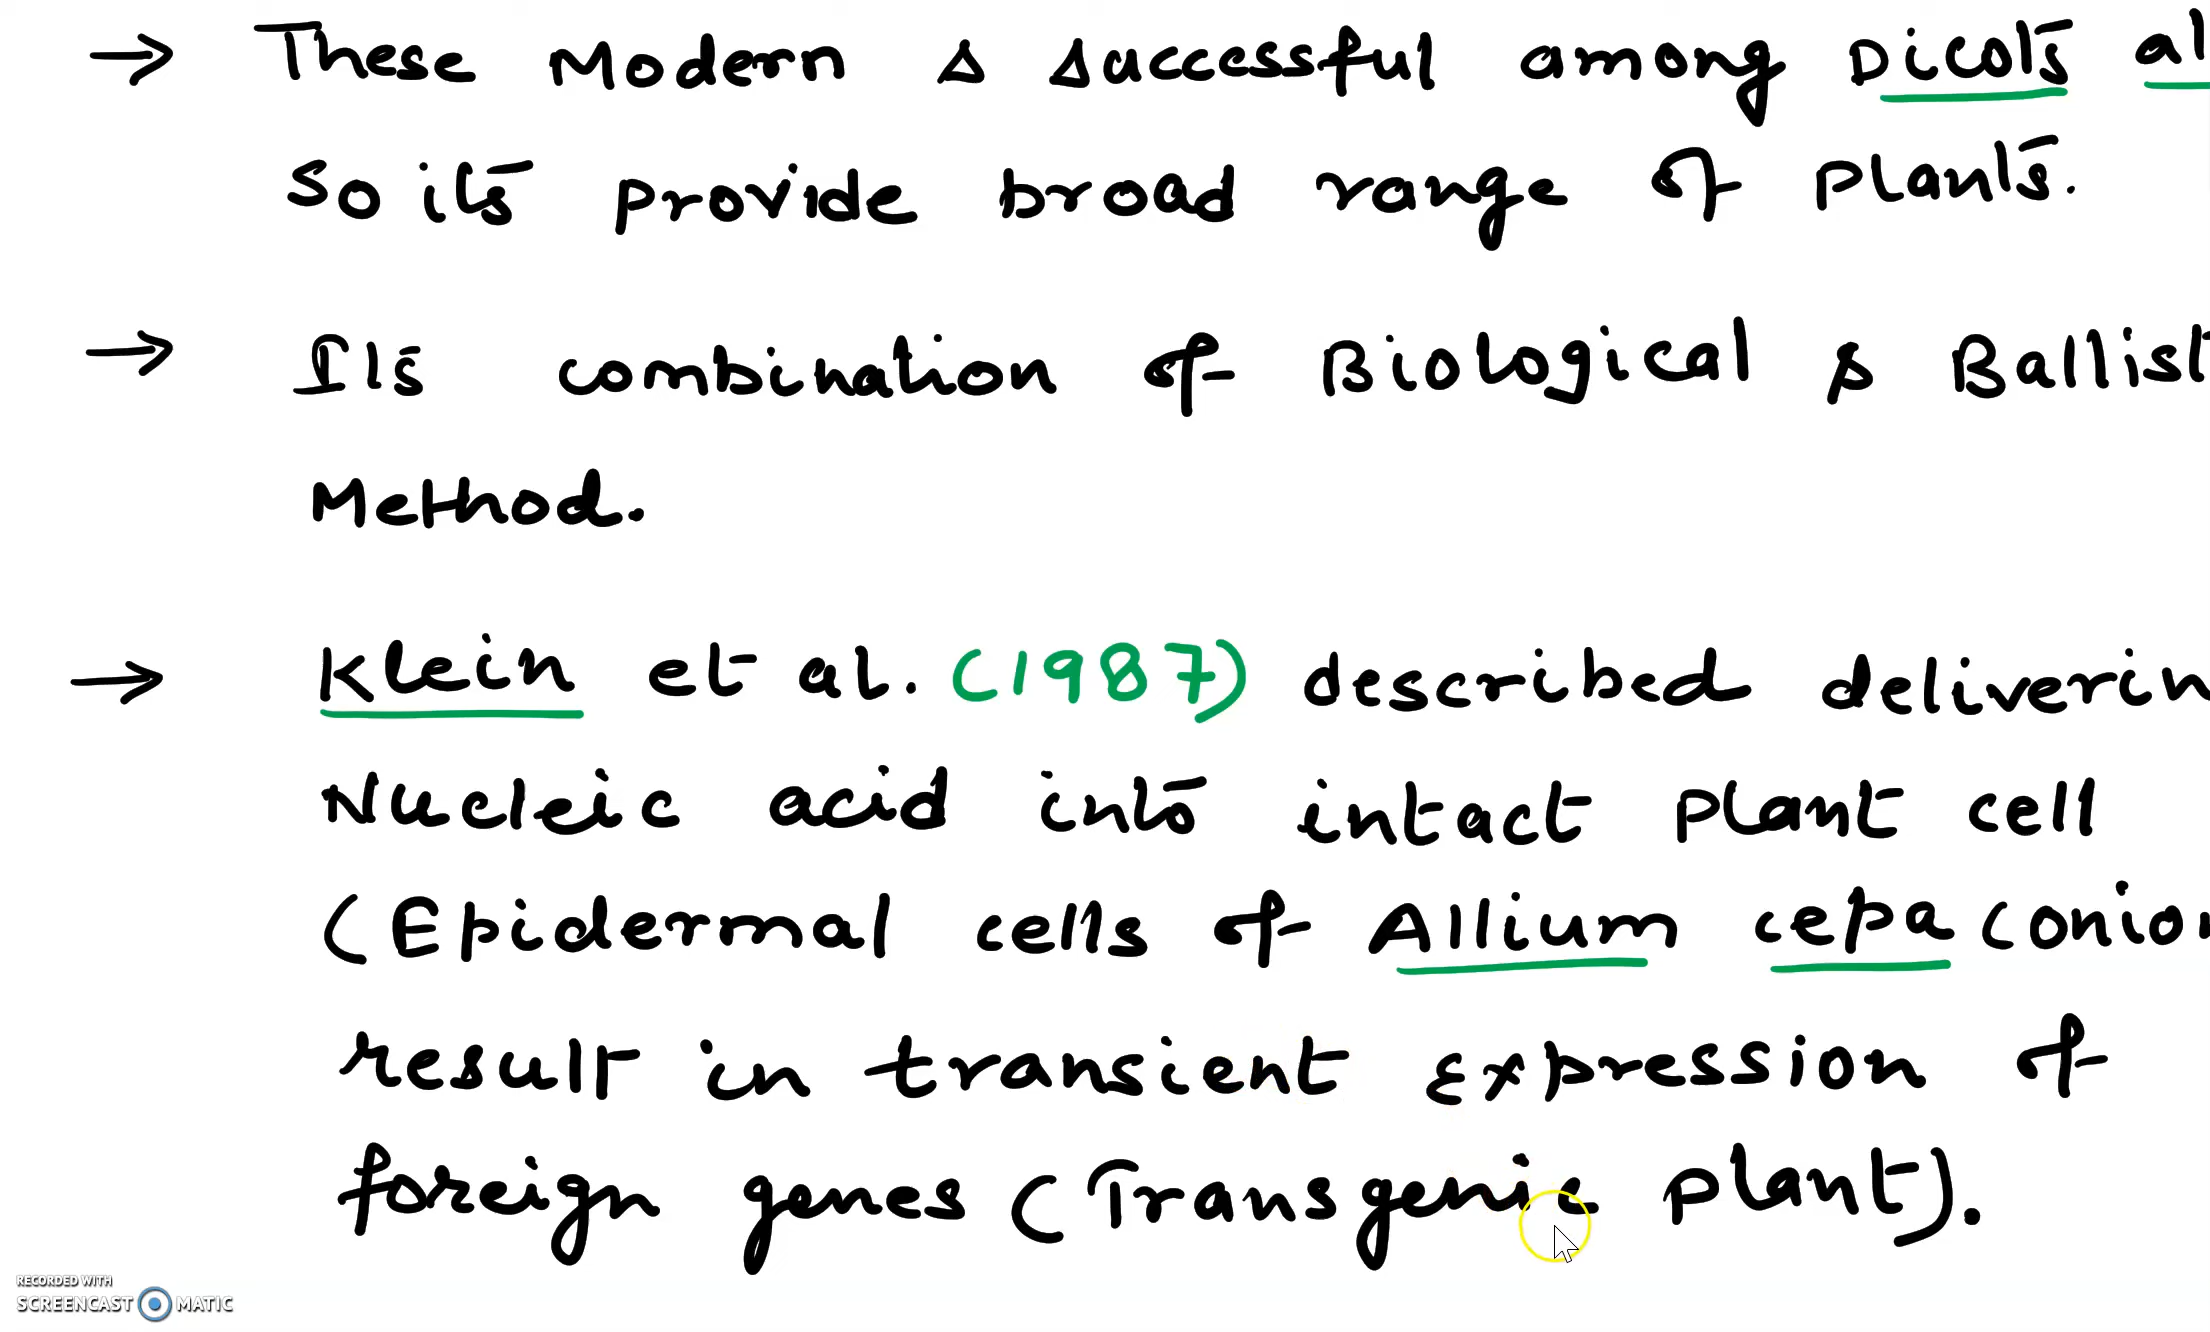 → These Modern & successful among Dicots al
So its provide broad range of plants.
→ Its combination of Biological & Ballist
Method.
→ Klein et al. (1987) described deliverin
Nucleic acid into intact plant cell
(Epidermal cells of Allium cepa (onion
result in transient expression of
foreign genes (Transgenic plant).
RECORDED WITH
SCREENCAST MATIC